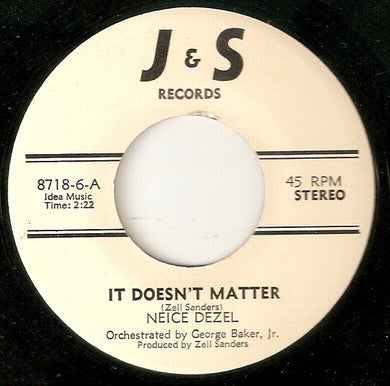 J & S
RECORDS
8718-6-A
Idea Music
Time: 2:22
45 RPM
STEREO
IT DOESN'T MATTER
(Zell Sanders)
NEICE DEZEL
Orchestrated by George Baker, Jr.
Produced by Zell Sanders